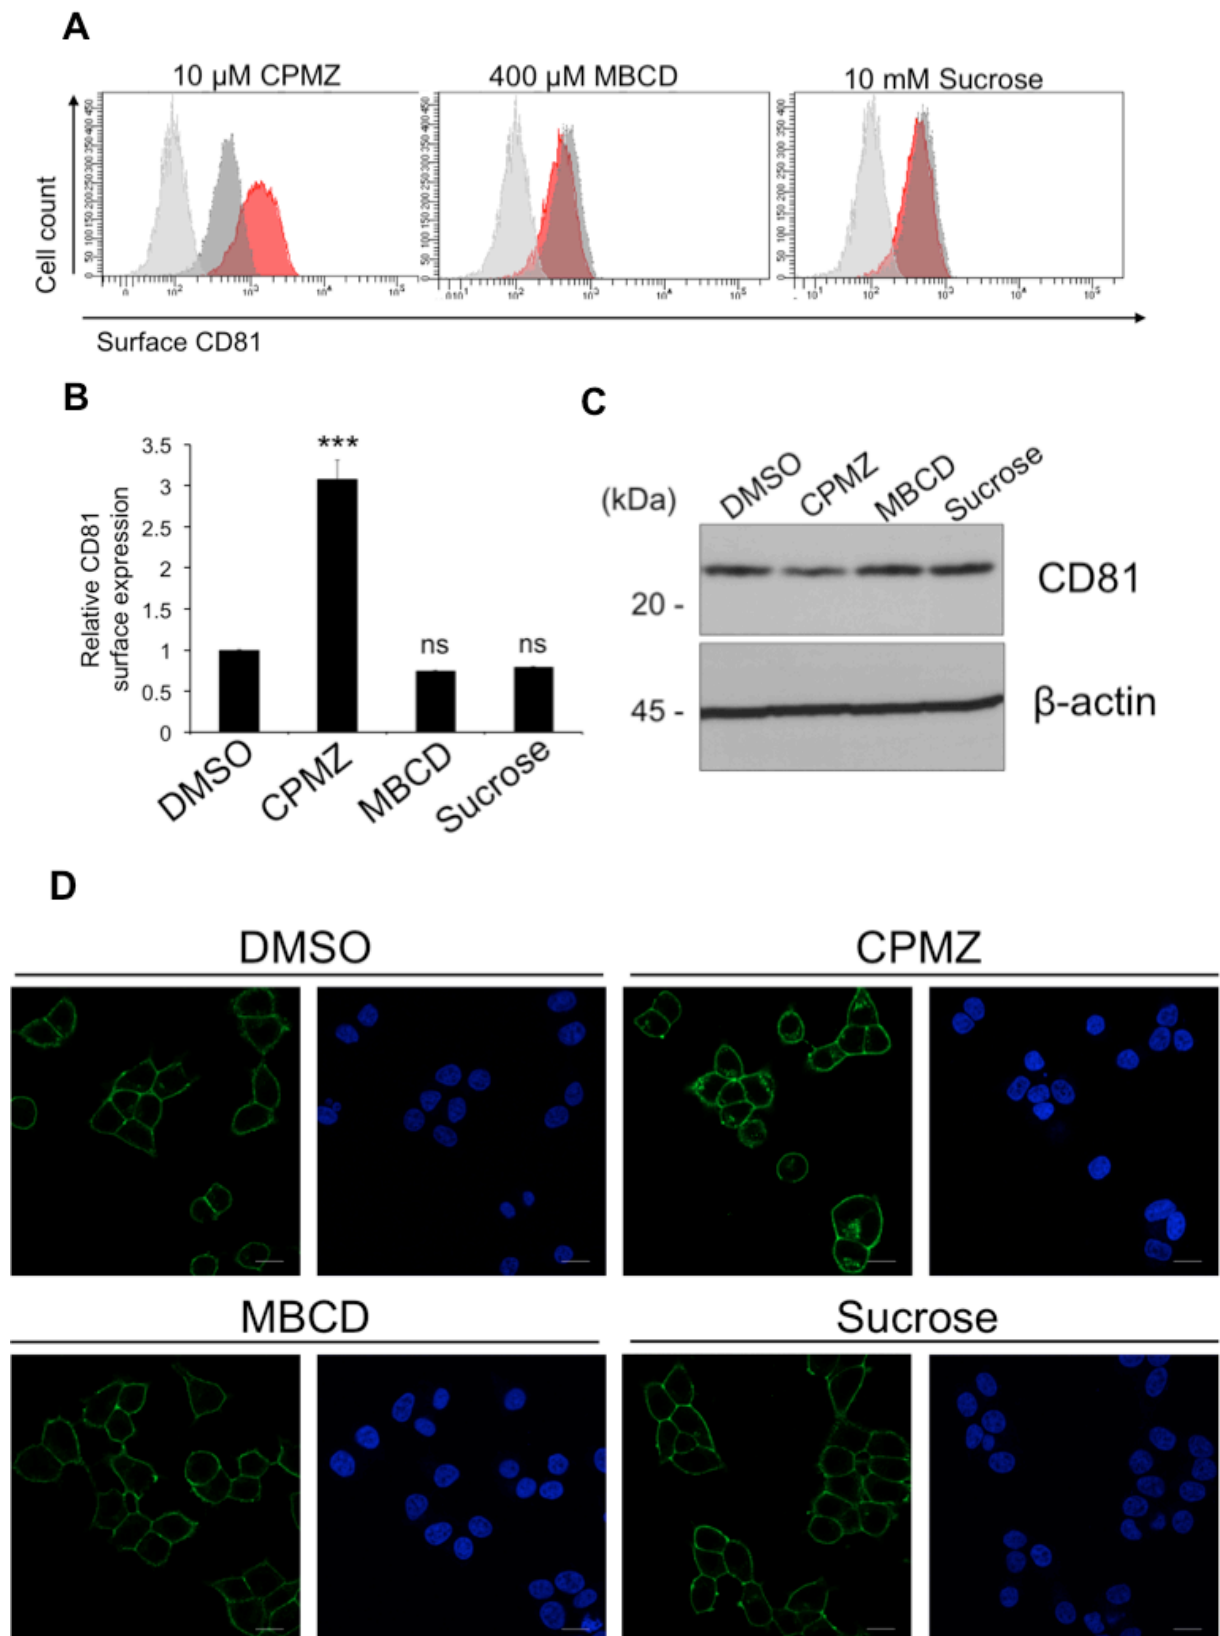 A
10 µM CPMZ
400 µM MBCD
10 mM Sucrose
Cell count
Surface CD81
B
Relative CD81
surface expression
3.5
3
2.5
2
1.5
1
0.5
0
***
ns
ns
DMSO
CPMZ
MBCD
Sucrose
C
(kDa)
DMSO
CPMZ
MBCD
Sucrose
20 -
CD81
45 -
β-actin
D
DMSO
CPMZ
MBCD
Sucrose